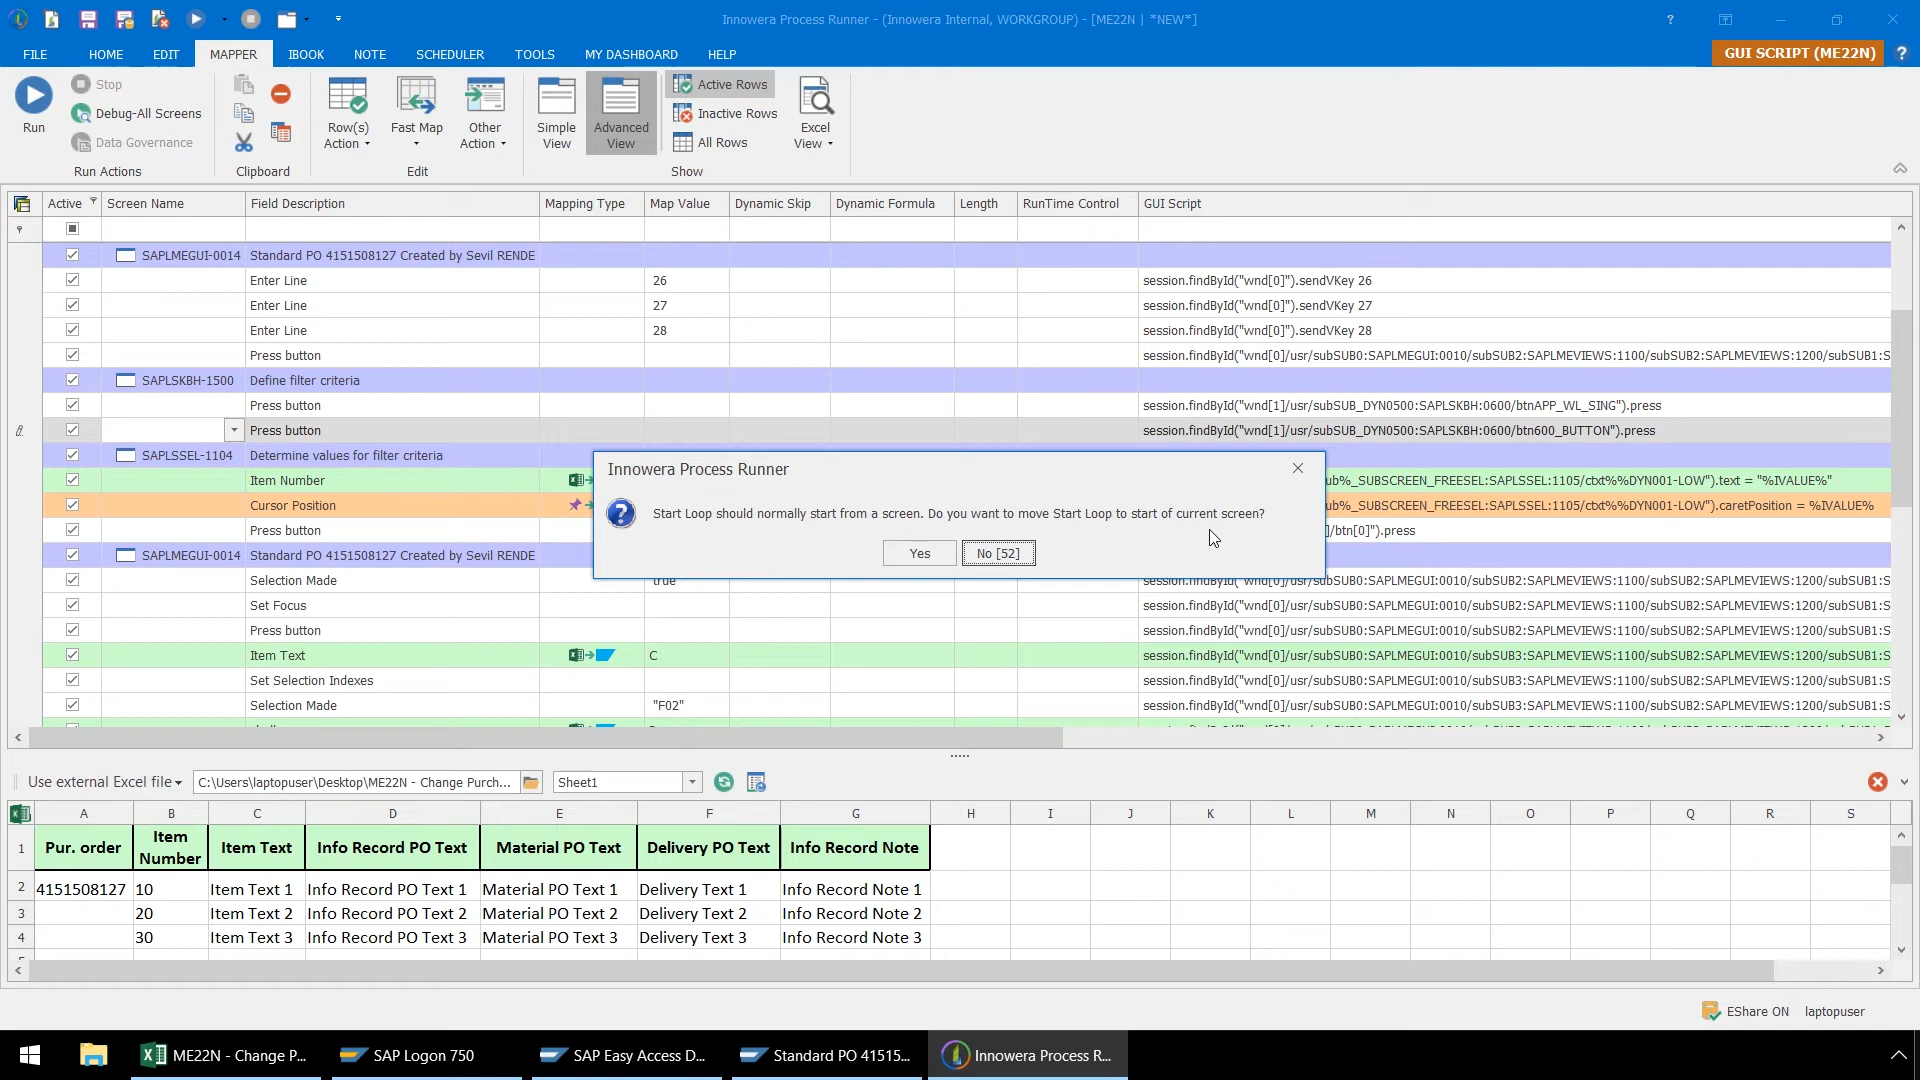 Innowera Process Runner - (Innowera Internal, WORKGROUP) - [ME22N | *NEW*]
?
FILE HOME EDIT MAPPER IBOOK NOTE SCHEDULER TOOLS MY DASHBOARD HELP
GUI SCRIPT (ME22N) ?
Run
Stop
Debug-All Screens
Data Governance
Run Actions
Clipboard
Row(s) Action
Fast Map
Other Action
Edit
Simple View
Advanced View
Active Rows
Inactive Rows
All Rows
Show
Excel View
Active Screen Name Field Description Mapping Type Map Value Dynamic Skip Dynamic Formula Length RunTime Control GUI Script
SAPLMEGUI-0014 Standard PO 4151508127 Created by Sevil RENDE
Enter Line 26 session.findById("wnd[0]").sendVKey 26
Enter Line 27 session.findById("wnd[0]").sendVKey 27
Enter Line 28 session.findById("wnd[0]").sendVKey 28
Press button session.findById("wnd[0]/usr/subSUB0:SAPLMEGUI:0010/subSUB2:SAPLMEVIEWS:1100/subSUB2:SAPLMEVIEWS:1200/subSUB1:S
SAPLSKBH-1500 Define filter criteria
Press button session.findById("wnd[1]/usr/subSUB_DYN0500:SAPLSKBH:0600/btnAPP_WL_SING").press
Press button session.findById("wnd[1]/usr/subSUB_DYN0500:SAPLSKBH:0600/btn600_BUTTON").press
SAPLSSEL-1104 Determine values for filter criteria
Item Number ub%_SUBSCREEN_FREESEL:SAPLSSEL:1105/ctxt%%DYN001-LOW").text = "%IVALUE%"
Cursor Position ub%_SUBSCREEN_FREESEL:SAPLSSEL:1105/ctxt%%DYN001-LOW").caretPosition = %IVALUE%
Press button ]/btn[0]").press
SAPLMEGUI-0014 Standard PO 4151508127 Created by Sevil RENDE
Selection Made true session.findById("wnd[0]/usr/subSUB0:SAPLMEGUI:0010/subSUB2:SAPLMEVIEWS:1100/subSUB2:SAPLMEVIEWS:1200/subSUB1:S
Set Focus session.findById("wnd[0]/usr/subSUB0:SAPLMEGUI:0010/subSUB2:SAPLMEVIEWS:1100/subSUB2:SAPLMEVIEWS:1200/subSUB1:S
Press button session.findById("wnd[0]/usr/subSUB0:SAPLMEGUI:0010/subSUB2:SAPLMEVIEWS:1100/subSUB2:SAPLMEVIEWS:1200/subSUB1:S
Item Text C session.findById("wnd[0]/usr/subSUB0:SAPLMEGUI:0010/subSUB3:SAPLMEVIEWS:1100/subSUB2:SAPLMEVIEWS:1200/subSUB1:S
Set Selection Indexes session.findById("wnd[0]/usr/subSUB0:SAPLMEGUI:0010/subSUB3:SAPLMEVIEWS:1100/subSUB2:SAPLMEVIEWS:1200/subSUB1:S
Selection Made "F02" session.findById("wnd[0]/usr/subSUB0:SAPLMEGUI:0010/subSUB3:SAPLMEVIEWS:1100/subSUB2:SAPLMEVIEWS:1200/subSUB1:S
Innowera Process Runner
Start Loop should normally start from a screen. Do you want to move Start Loop to start of current screen?
Yes No [52]
Use external Excel file C:\Users\laptopuser\Desktop\ME22N - Change Purch... Sheet1
A B C D E F G H I J K L M N O P Q R S
1 Pur. order Item Number Item Text Info Record PO Text Material PO Text Delivery PO Text Info Record Note
2 4151508127 10 Item Text 1 Info Record PO Text 1 Material PO Text 1 Delivery Text 1 Info Record Note 1
3 20 Item Text 2 Info Record PO Text 2 Material PO Text 2 Delivery Text 2 Info Record Note 2
4 30 Item Text 3 Info Record PO Text 3 Material PO Text 3 Delivery Text 3 Info Record Note 3
EShare ON laptopuser
ME22N - Change P... SAP Logon 750 SAP Easy Access D... Standard PO 41515... Innowera Process R...